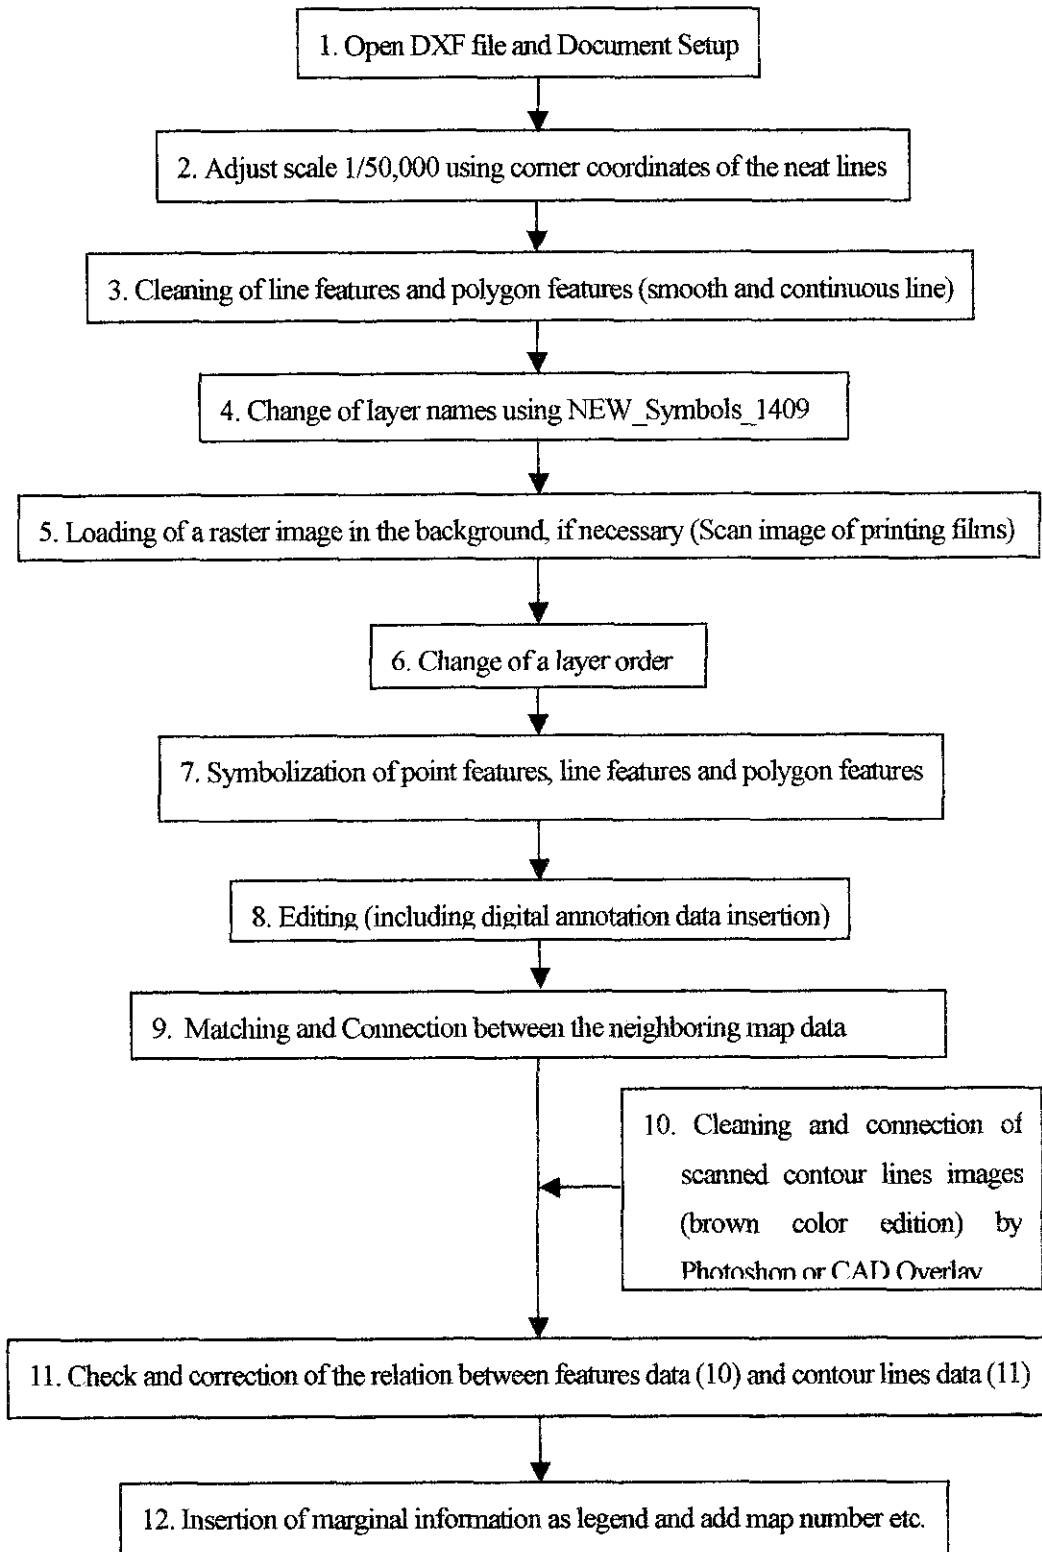 1. Open DXF file and Document Setup
2. Adjust scale 1/50,000 using corner coordinates of the neat lines
3. Cleaning of line features and polygon features (smooth and continuous line)
4. Change of layer names using NEW_Symbols_1409
5. Loading of a raster image in the background, if necessary (Scan image of printing films)
6. Change of a layer order
7. Symbolization of point features, line features and polygon features
8. Editing (including digital annotation data insertion)
9. Matching and Connection between the neighboring map data
10. Cleaning and connection of
scanned contour lines images
(brown color edition) by
Photoshop or CAD Overlay
11. Check and correction of the relation between features data (10) and contour lines data (11)
12. Insertion of marginal information as legend and add map number etc.